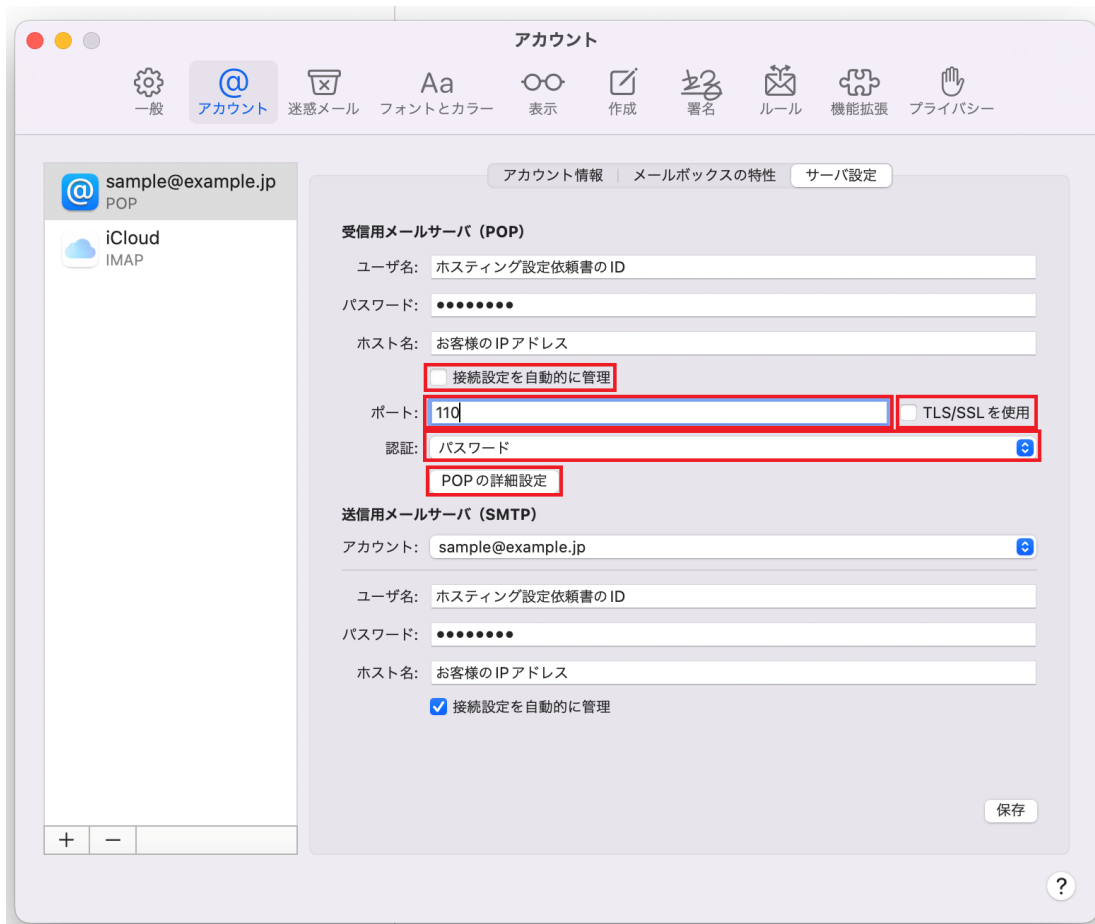 アカウント
一般 アカウント 迷惑メール フォントとカラー 表示 作成 署名 ルール 機能拡張 プライバシー
sample@example.jp
POP
iCloud
IMAP
アカウント情報 メールボックスの特性 サーバ設定
受信用メールサーバ（POP）
ユーザ名: ホスティング設定依頼書のID
パスワード: ●●●●●●●●
ホスト名: お客様のIPアドレス
接続設定を自動的に管理
ポート: 110 TLS/SSLを使用
認証: パスワード
POPの詳細設定
送信用メールサーバ（SMTP）
アカウント: sample@example.jp
ユーザ名: ホスティング設定依頼書のID
パスワード: ●●●●●●●●
ホスト名: お客様のIPアドレス
接続設定を自動的に管理
保存
?